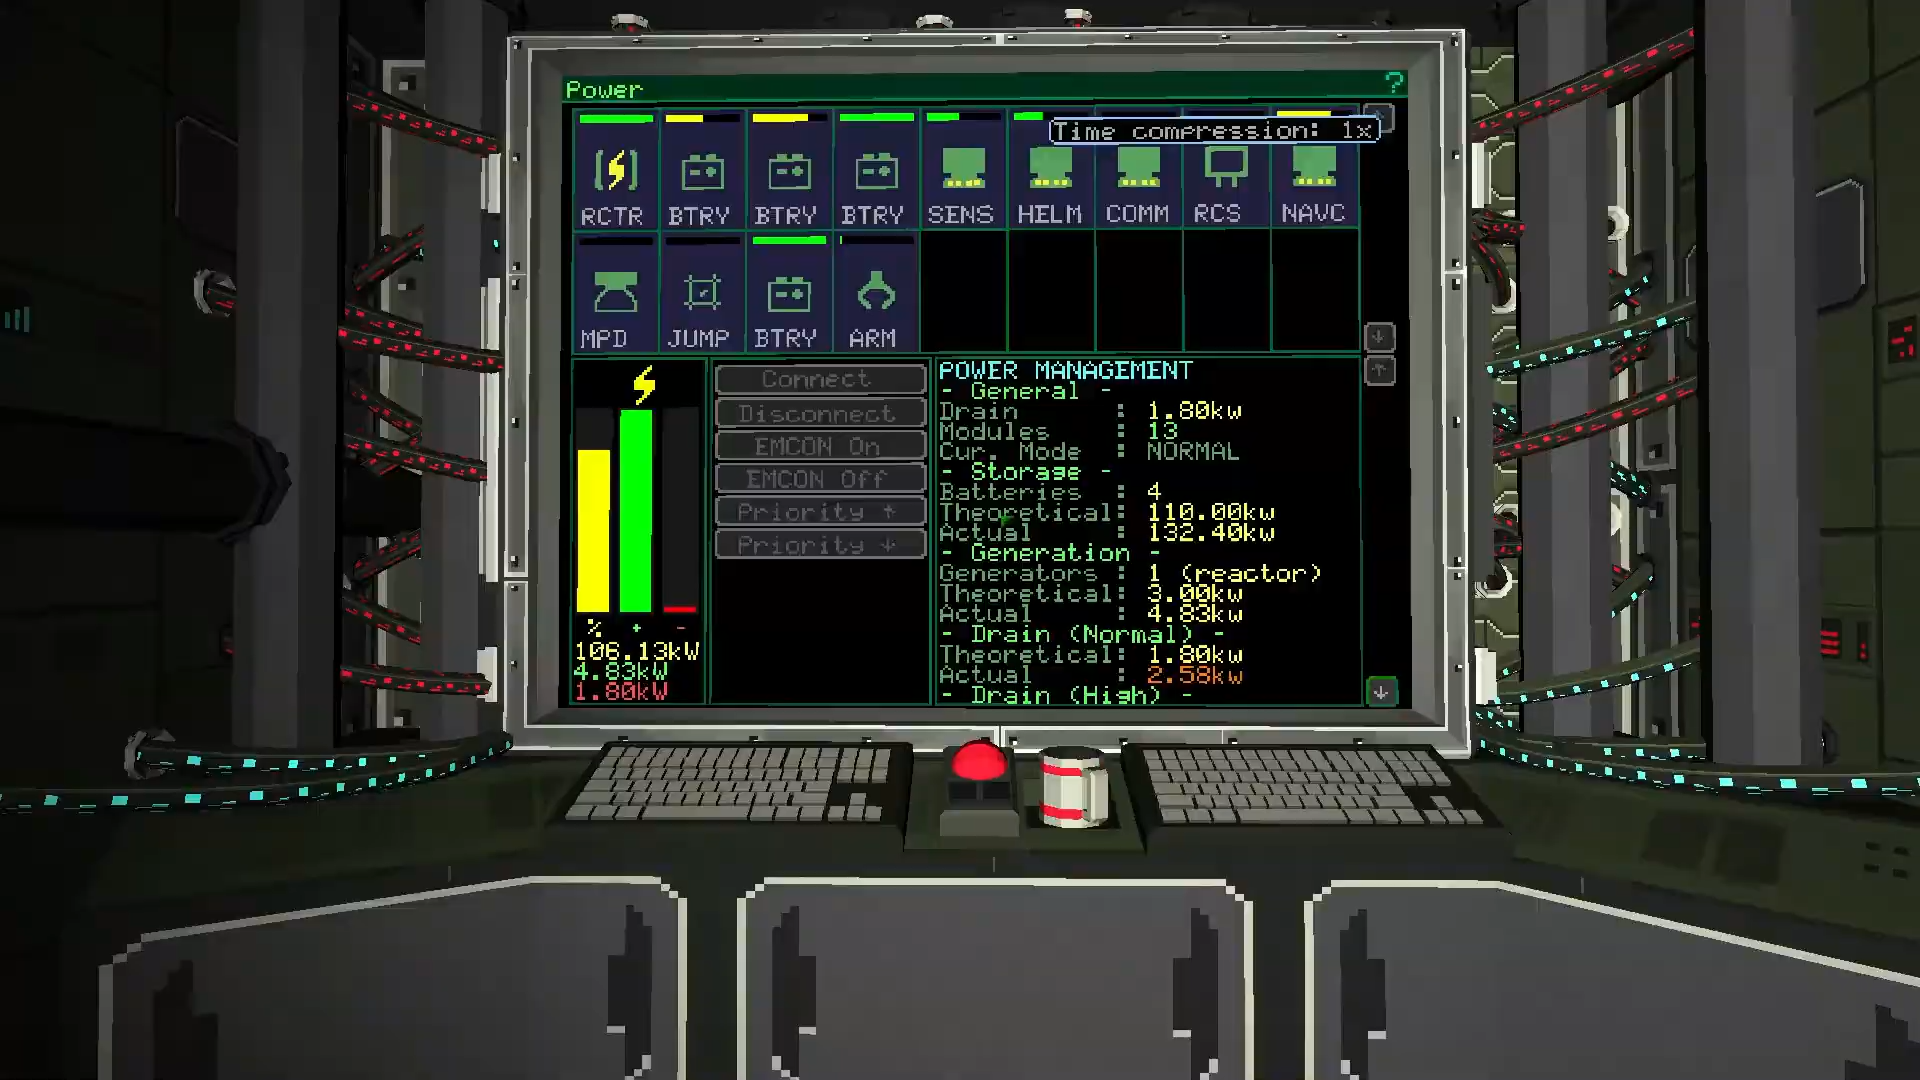 Power ?
Time compression: 1x
RCTR BTRY BTRY BTRY SENS HELM COMM RCS NAVC
MPD JUMP BTRY ARM
Connect
Disconnect
EMCON On
EMCON Off
Priority ↑
Priority ↓
% + -
106.13kW
4.83kW
1.80kW
POWER MANAGEMENT
- General -
Drain : 1.80kw
Modules : 13
Cur. Mode : NORMAL
- Storage -
Batteries : 4
Theoretical: 110.00kw
Actual : 132.40kw
- Generation -
Generators : 1 (reactor)
Theoretical: 3.00kw
Actual : 4.83kw
- Drain (Normal) -
Theoretical: 1.80kw
Actual : 2.58kw
- Drain (High) -